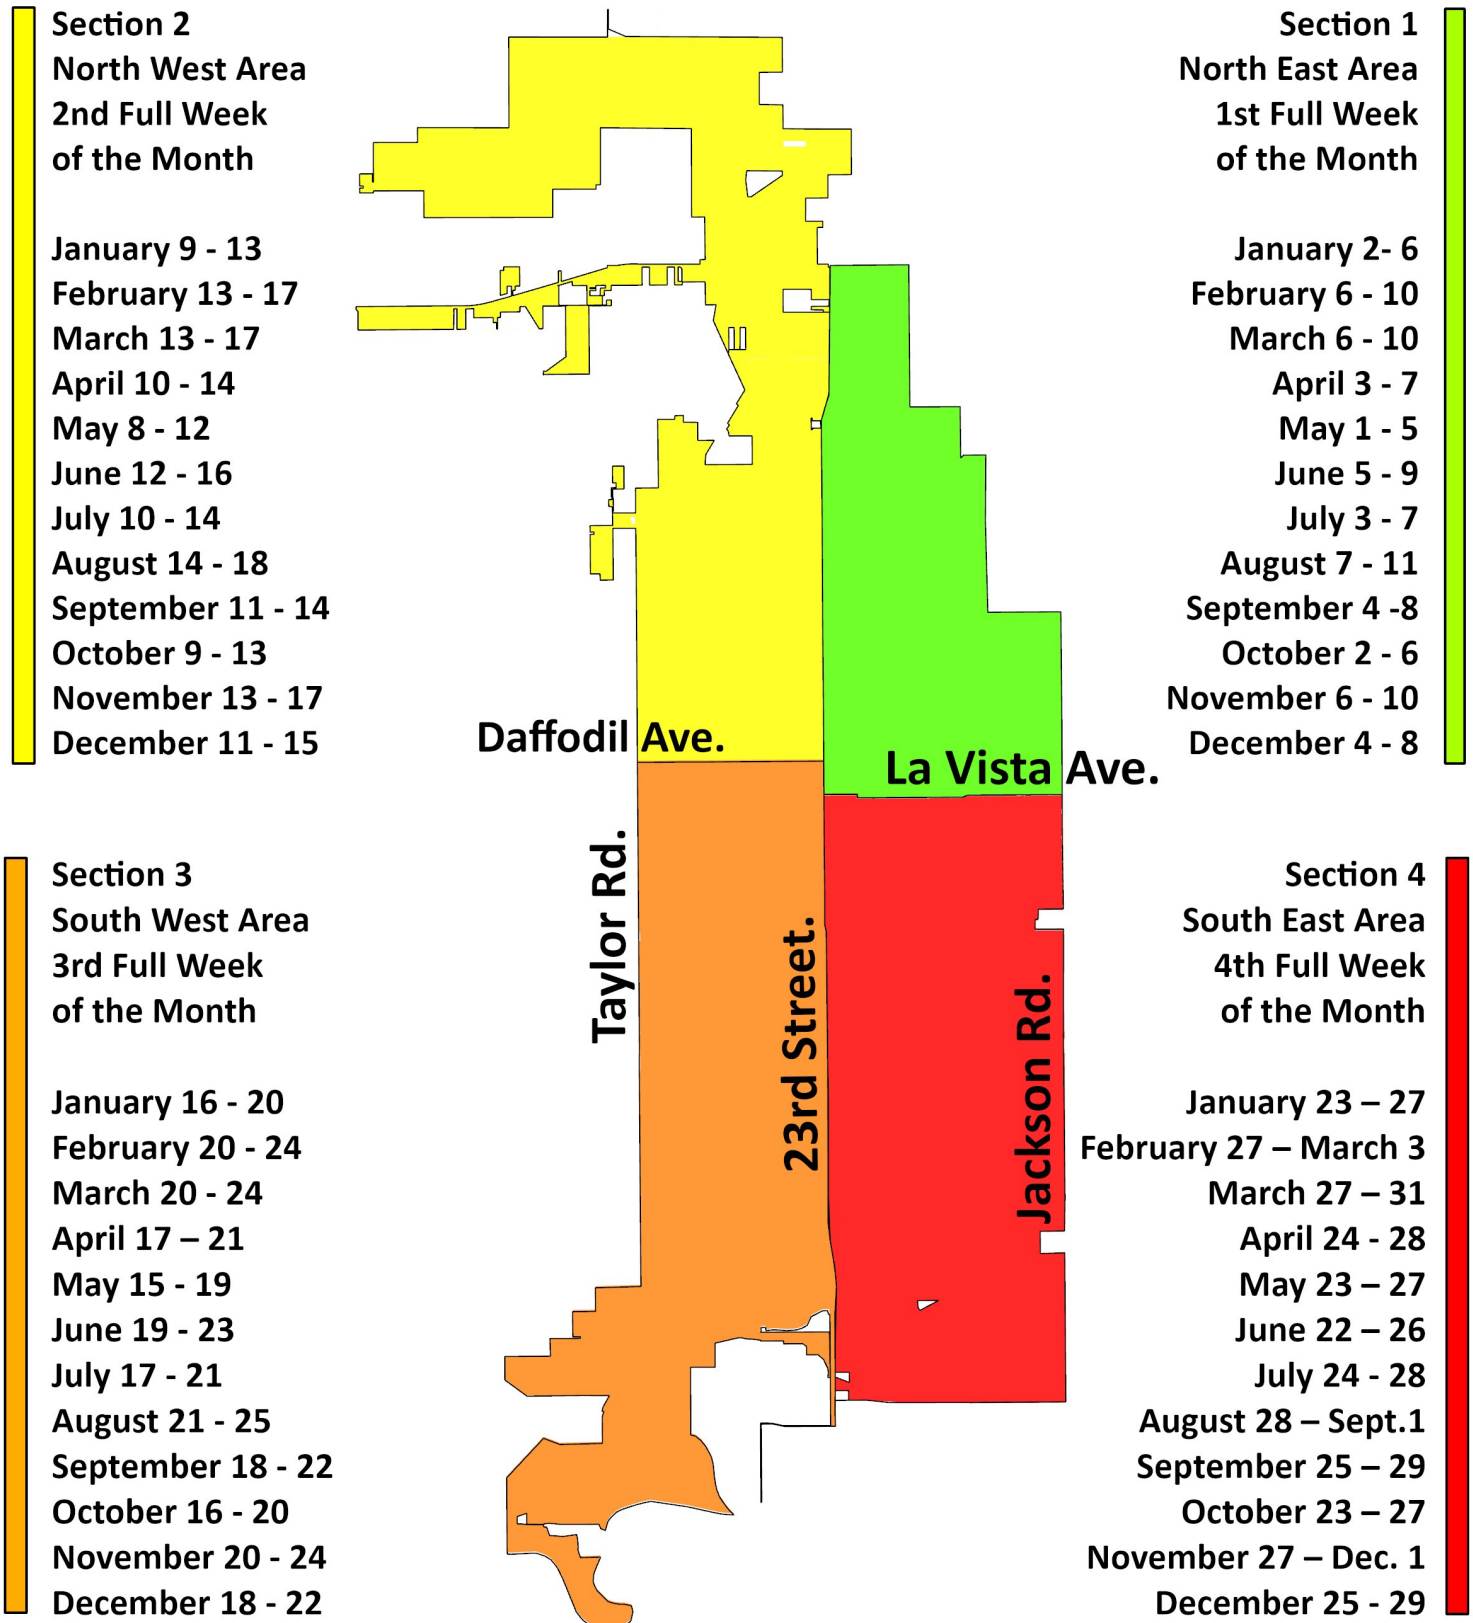 Section 2
North West Area
2nd Full Week
of the Month
January 9 - 13
February 13 - 17
March 13 - 17
April 10 - 14
May 8 - 12
June 12 - 16
July 10 - 14
August 14 - 18
September 11 - 14
October 9 - 13
November 13 - 17
December 11 - 15
Section 1
North East Area
1st Full Week
of the Month
January 2- 6
February 6 - 10
March 6 - 10
April 3 - 7
May 1 - 5
June 5 - 9
July 3 - 7
August 7 - 11
September 4 -8
October 2 - 6
November 6 - 10
December 4 - 8
Daffodil Ave.
La Vista Ave.
Taylor Rd.
23rd Street.
Jackson Rd.
Section 3
South West Area
3rd Full Week
of the Month
January 16 - 20
February 20 - 24
March 20 - 24
April 17 – 21
May 15 - 19
June 19 - 23
July 17 - 21
August 21 - 25
September 18 - 22
October 16 - 20
November 20 - 24
December 18 - 22
Section 4
South East Area
4th Full Week
of the Month
January 23 – 27
February 27 – March 3
March 27 – 31
April 24 - 28
May 23 – 27
June 22 – 26
July 24 - 28
August 28 – Sept.1
September 25 – 29
October 23 – 27
November 27 – Dec. 1
December 25 - 29